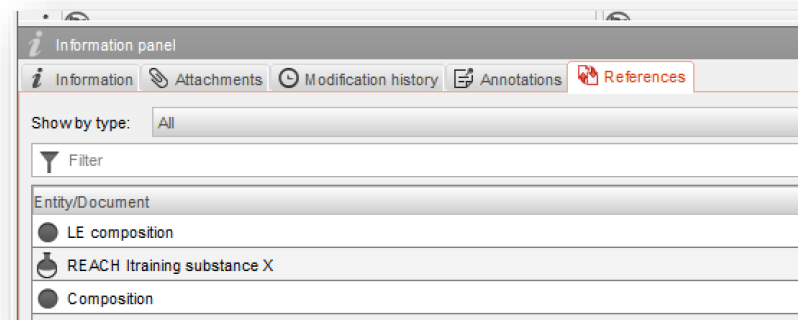 Information panel
Information Attachments Modification history Annotations References
Show by type: All
Filter
Entity/Document
LE composition
REACH Itraining substance X
Composition